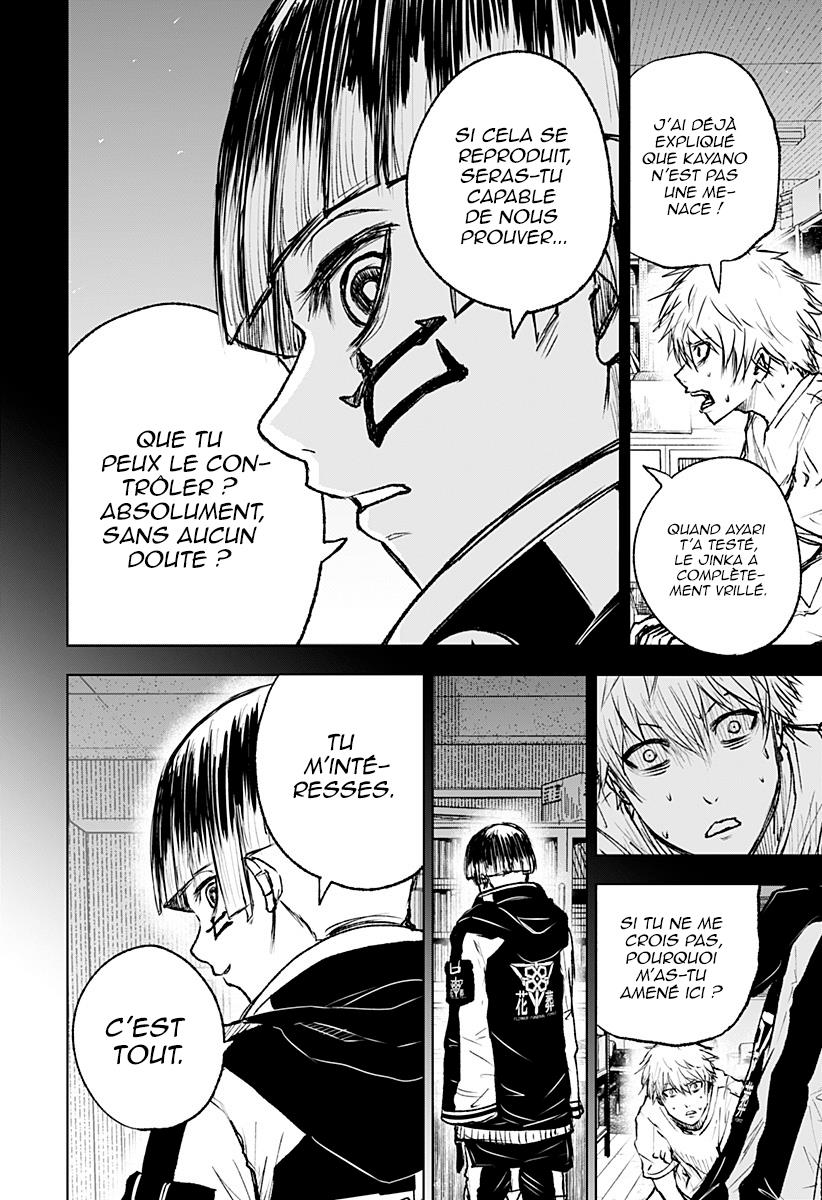 J'AI DÉJÀ
EXPLIQUÉ
QUE KAYANO
N'EST PAS
UNE ME-
NACE !
QUAND AYARI
T'A TESTÉ,
LE JINKA A
COMPLÈTE-
MENT VRILLÉ.
SI CELA SE
REPRODUIT,
SERAS-TU
CAPABLE
DE NOUS
PROUVER...
QUE TU
PEUX LE CON-
TRÔLER ?
ABSOLUMENT,
SANS AUCUN
DOUTE ?
SI TU NE ME
CROIS PAS,
POURQUOI
M'AS-TU
AMENÉ ICI ?
花 葬
TU
M'INTÉ-
RESSES.
C'EST
TOUT.